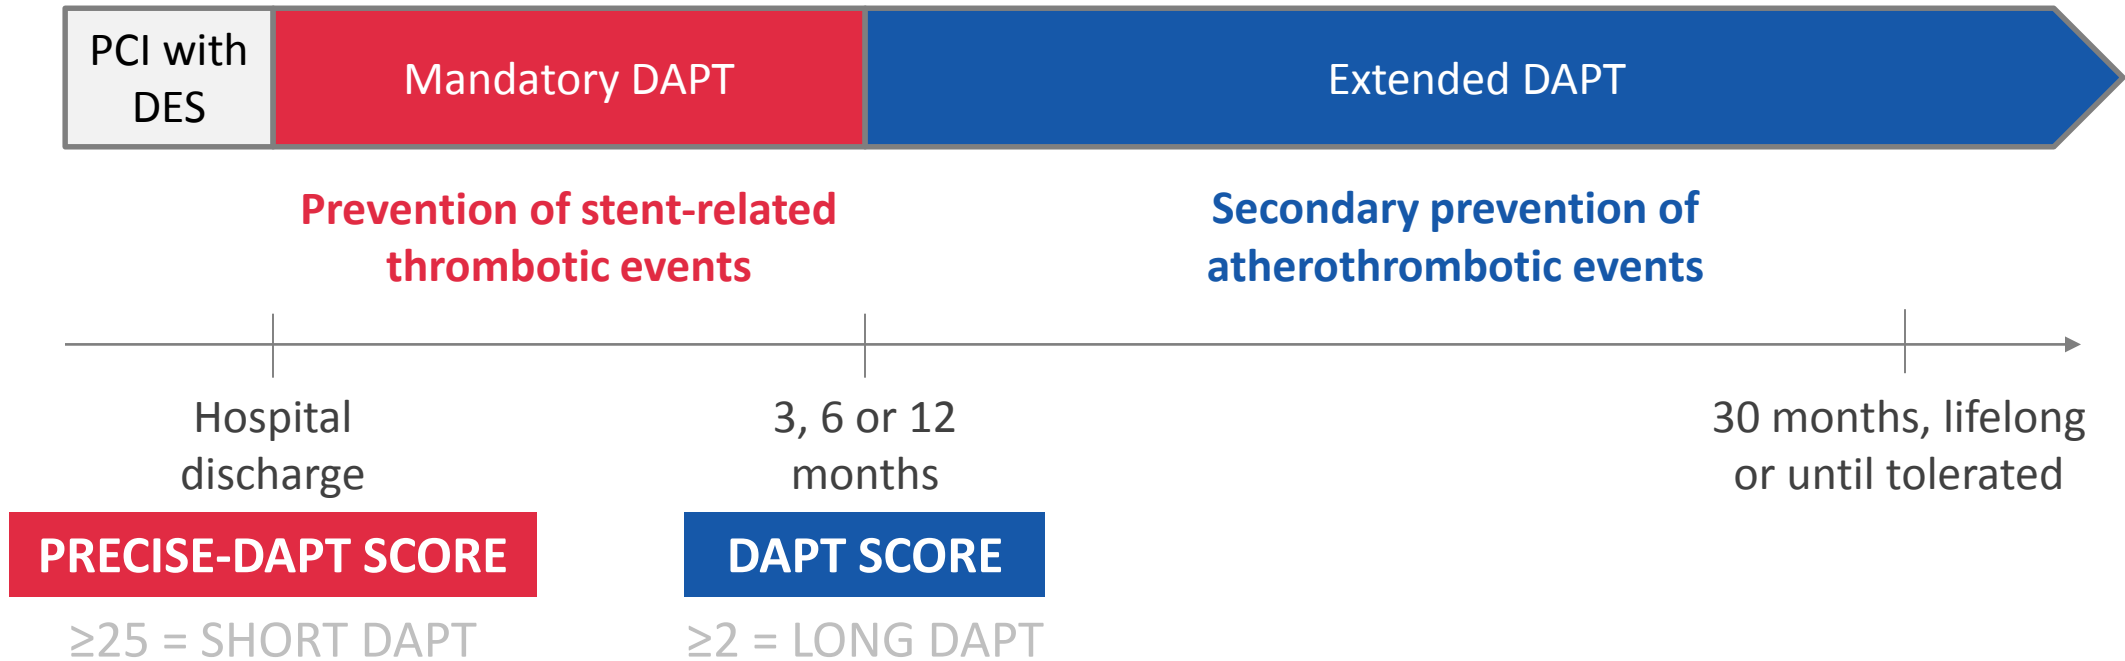 PCI with
DES
Mandatory DAPT
Extended DAPT
Prevention of stent-related
thrombotic events
Secondary prevention of
atherothrombotic events
Hospital
discharge
3, 6 or 12
months
30 months, lifelong
or until tolerated
PRECISE-DAPT SCORE
DAPT SCORE
≥25 = SHORT DAPT
≥2 = LONG DAPT